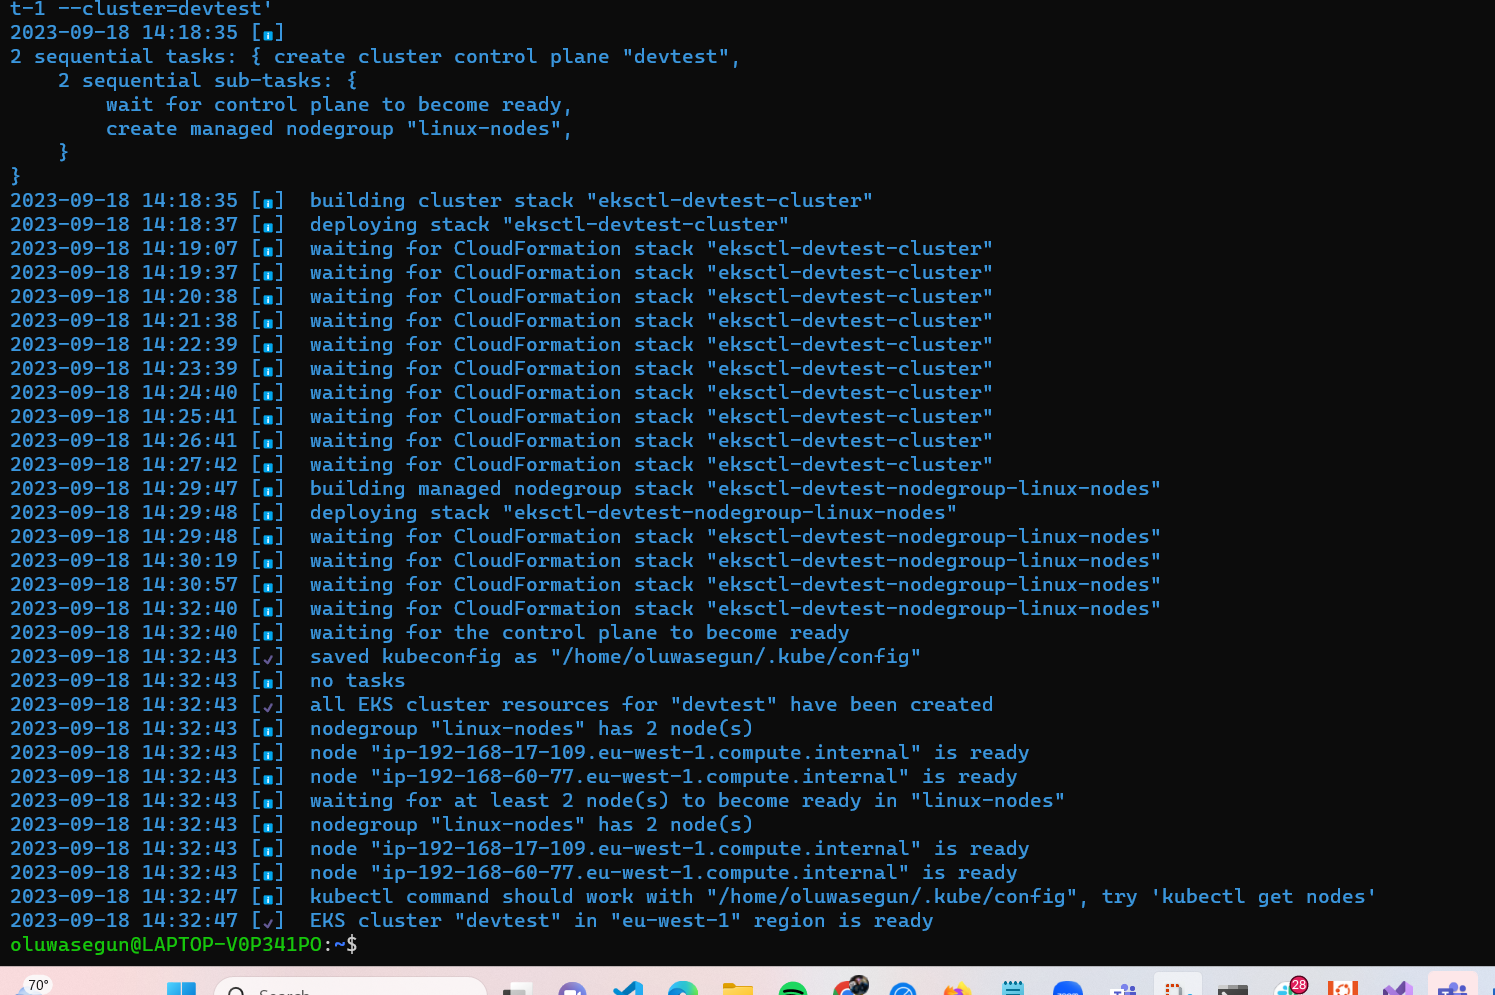 t-1 --cluster=devtest'
2023-09-18 14:18:35 [ℹ]
2 sequential tasks: { create cluster control plane "devtest",
    2 sequential sub-tasks: {
        wait for control plane to become ready,
        create managed nodegroup "linux-nodes",
    }
}
2023-09-18 14:18:35 [ℹ]  building cluster stack "eksctl-devtest-cluster"
2023-09-18 14:18:37 [ℹ]  deploying stack "eksctl-devtest-cluster"
2023-09-18 14:19:07 [ℹ]  waiting for CloudFormation stack "eksctl-devtest-cluster"
2023-09-18 14:19:37 [ℹ]  waiting for CloudFormation stack "eksctl-devtest-cluster"
2023-09-18 14:20:38 [ℹ]  waiting for CloudFormation stack "eksctl-devtest-cluster"
2023-09-18 14:21:38 [ℹ]  waiting for CloudFormation stack "eksctl-devtest-cluster"
2023-09-18 14:22:39 [ℹ]  waiting for CloudFormation stack "eksctl-devtest-cluster"
2023-09-18 14:23:39 [ℹ]  waiting for CloudFormation stack "eksctl-devtest-cluster"
2023-09-18 14:24:40 [ℹ]  waiting for CloudFormation stack "eksctl-devtest-cluster"
2023-09-18 14:25:41 [ℹ]  waiting for CloudFormation stack "eksctl-devtest-cluster"
2023-09-18 14:26:41 [ℹ]  waiting for CloudFormation stack "eksctl-devtest-cluster"
2023-09-18 14:27:42 [ℹ]  waiting for CloudFormation stack "eksctl-devtest-cluster"
2023-09-18 14:29:47 [ℹ]  building managed nodegroup stack "eksctl-devtest-nodegroup-linux-nodes"
2023-09-18 14:29:48 [ℹ]  deploying stack "eksctl-devtest-nodegroup-linux-nodes"
2023-09-18 14:29:48 [ℹ]  waiting for CloudFormation stack "eksctl-devtest-nodegroup-linux-nodes"
2023-09-18 14:30:19 [ℹ]  waiting for CloudFormation stack "eksctl-devtest-nodegroup-linux-nodes"
2023-09-18 14:30:57 [ℹ]  waiting for CloudFormation stack "eksctl-devtest-nodegroup-linux-nodes"
2023-09-18 14:32:40 [ℹ]  waiting for CloudFormation stack "eksctl-devtest-nodegroup-linux-nodes"
2023-09-18 14:32:40 [ℹ]  waiting for the control plane to become ready
2023-09-18 14:32:43 [✓]  saved kubeconfig as "/home/oluwasegun/.kube/config"
2023-09-18 14:32:43 [ℹ]  no tasks
2023-09-18 14:32:43 [✓]  all EKS cluster resources for "devtest" have been created
2023-09-18 14:32:43 [ℹ]  nodegroup "linux-nodes" has 2 node(s)
2023-09-18 14:32:43 [ℹ]  node "ip-192-168-17-109.eu-west-1.compute.internal" is ready
2023-09-18 14:32:43 [ℹ]  node "ip-192-168-60-77.eu-west-1.compute.internal" is ready
2023-09-18 14:32:43 [ℹ]  waiting for at least 2 node(s) to become ready in "linux-nodes"
2023-09-18 14:32:43 [ℹ]  nodegroup "linux-nodes" has 2 node(s)
2023-09-18 14:32:43 [ℹ]  node "ip-192-168-17-109.eu-west-1.compute.internal" is ready
2023-09-18 14:32:43 [ℹ]  node "ip-192-168-60-77.eu-west-1.compute.internal" is ready
2023-09-18 14:32:47 [ℹ]  kubectl command should work with "/home/oluwasegun/.kube/config", try 'kubectl get nodes'
2023-09-18 14:32:47 [✓]  EKS cluster "devtest" in "eu-west-1" region is ready
oluwasegun@LAPTOP-V0P341PO:~$
70°
Search
28